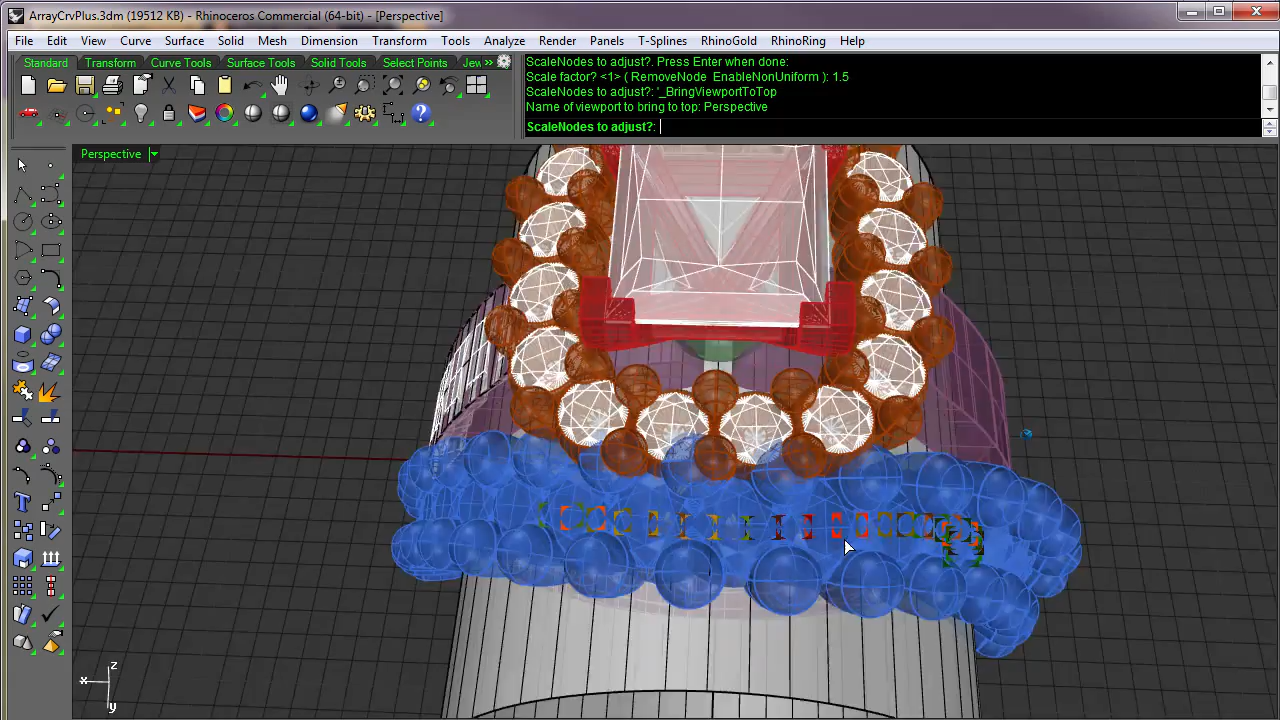 ArrayCrvPlus.3dm (19512 KB) - Rhinoceros Commercial (64-bit) - [Perspective]
File Edit View Curve Surface Solid Mesh Dimension Transform Tools Analyze Render Panels T-Splines RhinoGold RhinoRing Help
Standard Transform Curve Tools Surface Tools Solid Tools Select Points Jew »
ScaleNodes to adjust?. Press Enter when done:
Scale factor? <1> ( RemoveNode EnableNonUniform ): 1.5
ScaleNodes to adjust?: '_BringViewportToTop
Name of viewport to bring to top: Perspective
ScaleNodes to adjust?:
Perspective
z
x
y